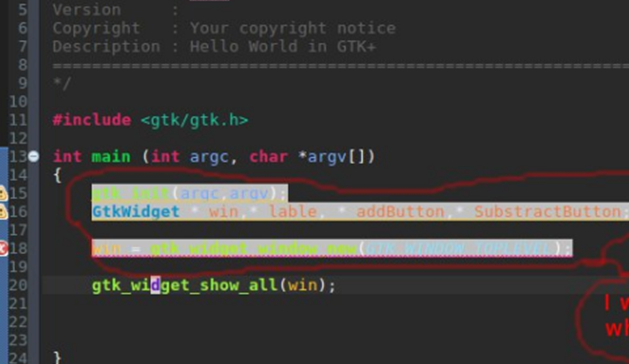 5 Version :
6 Copyright : Your copyright notice
7 Description : Hello World in GTK+
8 ============================================================
9 */
10
11 #include <gtk/gtk.h>
12
13 int main (int argc, char *argv[])
14 {
15 gtk_init(argc,argv);
16 GtkWidget * win,* lable, * addButton,* SubstractButton;
17
18 win = gtk_widget_window_new(GTK_WINDOW_TOPLEVEL);
19
20 gtk_widget_show_all(win);
21
22
23
24 }
I